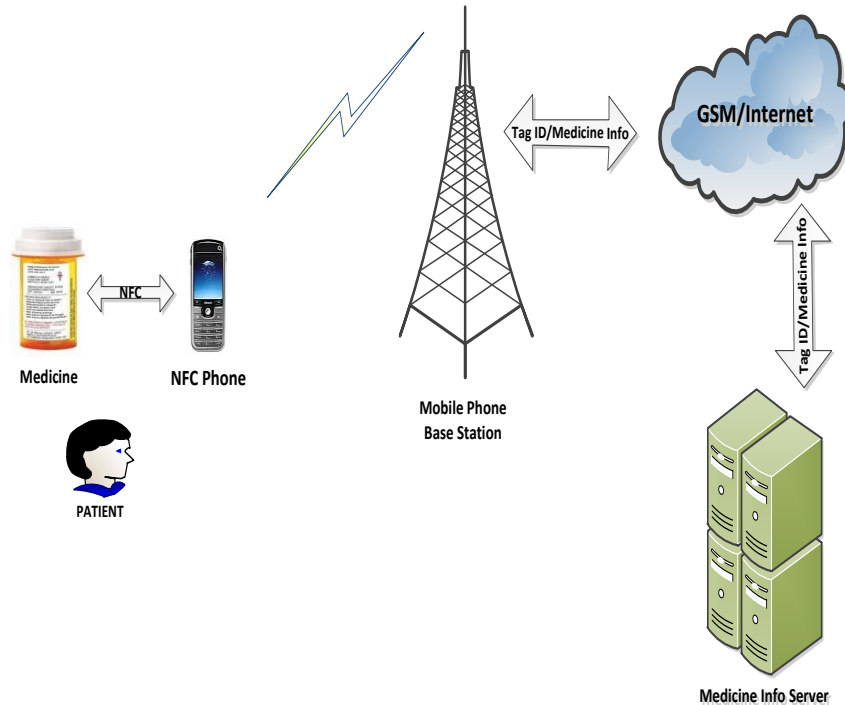 GSM/Internet
Tag ID/Medicine Info
Tag ID/Medicine Info
NFC
Medicine
NFC Phone
Mobile Phone
Base Station
PATIENT
Medicine Info Server